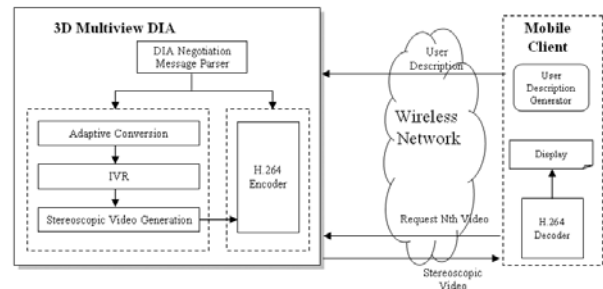 3D Multiview DIA
DIA Negotiation
Message Parser
Adaptive Conversion
IVR
Stereoscopic Video Generation
H.264
Encoder
User
Description
Wireless
Network
Request Nth Video
Stereoscopic
Video
Mobile
Client
User
Description
Generator
Display
H.264
Decoder